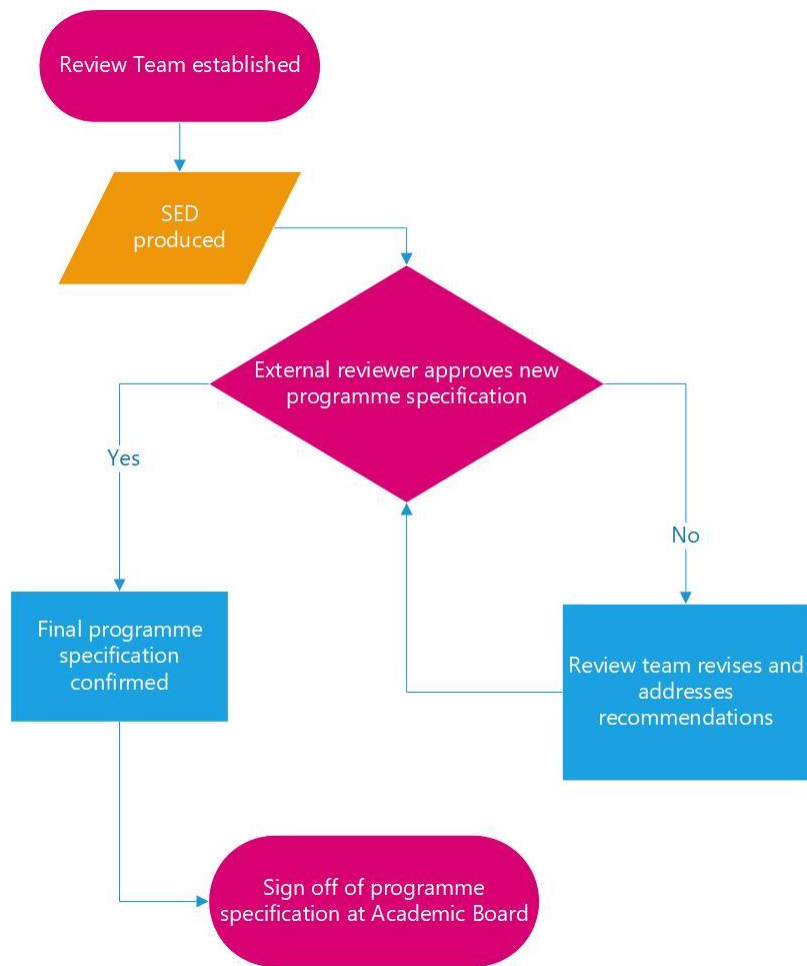 Review Team established
SED
produced
External reviewer approves new
programme specification
Yes
No
Final programme
specification
confirmed
Review team revises and
addresses
recommendations
Sign off of programme
specification at Academic Board